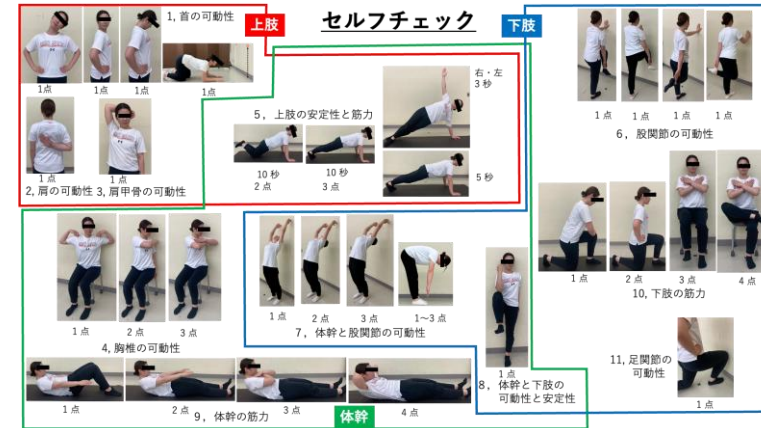 セルフチェック
上肢
下肢
1, 首の可動性
1点
1点
1点
1点
1点
1点
2, 肩の可動性
3, 肩甲骨の可動性
5, 上肢の安定性と筋力
10 秒
2 点
10 秒
3 点
右・左
3 秒
5 秒
1 点
1 点
1 点
1 点
6, 股関節の可動性
1 点
2 点
3 点
4, 胸椎の可動性
1 点
2 点
3 点
1〜3 点
7, 体幹と股関節の可動性
1 点
8, 体幹と下肢の
可動性と安定性
1 点
2 点
3 点
4 点
10, 下肢の筋力
11, 足関節の
可動性
1 点
1 点
2 点
3 点
4 点
9, 体幹の筋力
体幹